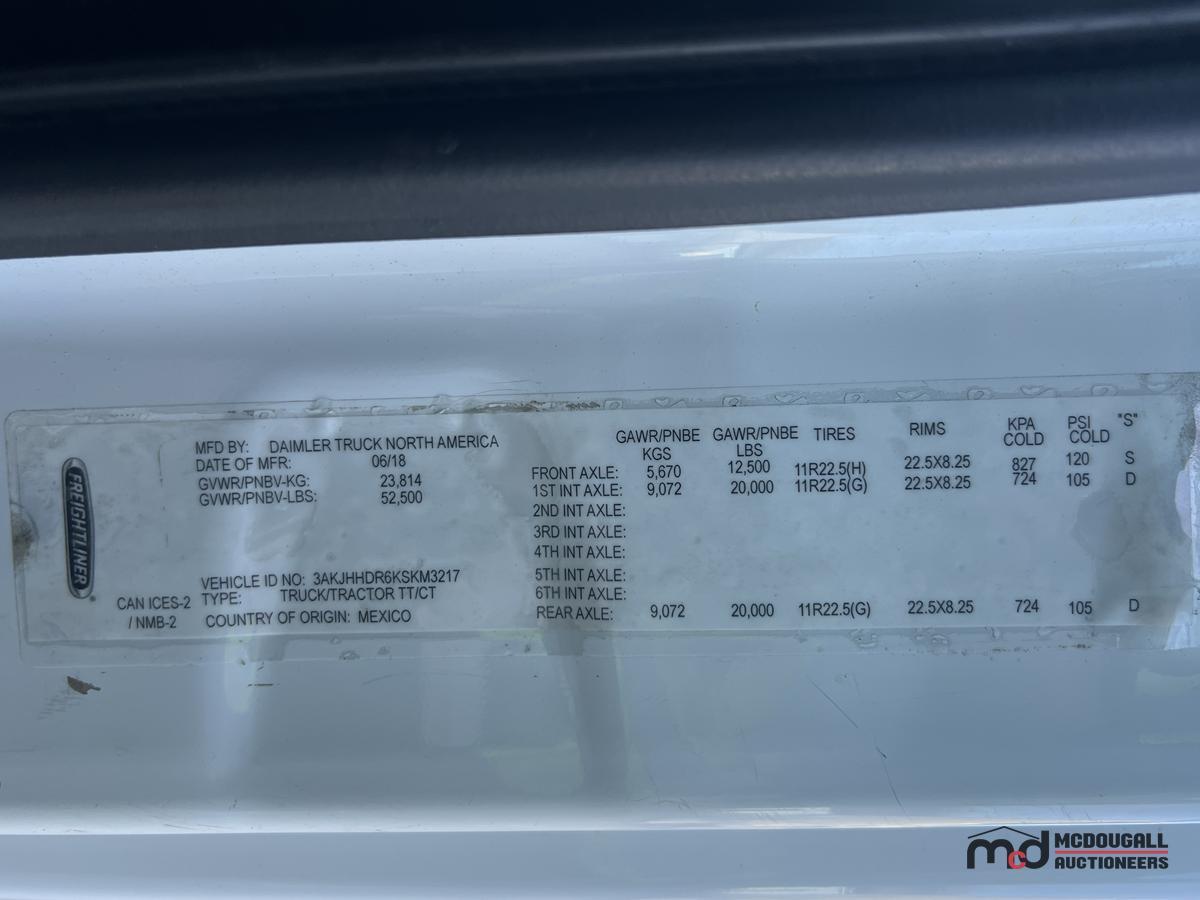 FREIGHTLINER
MFD BY: DAIMLER TRUCK NORTH AMERICA
DATE OF MFR: 06/18
GVWR/PNBV-KG: 23,814
GVWR/PNBV-LBS: 52,500
VEHICLE ID NO: 3AKJHHDR6KSKM3217
CAN ICES-2 TYPE: TRUCK/TRACTOR TT/CT
/ NMB-2 COUNTRY OF ORIGIN: MEXICO
GAWR/PNBE GAWR/PNBE TIRES RIMS KPA PSI "S"
KGS LBS COLD COLD
FRONT AXLE: 5,670 12,500 11R22.5(H) 22.5X8.25 827 120 S
1ST INT AXLE: 9,072 20,000 11R22.5(G) 22.5X8.25 724 105 D
2ND INT AXLE:
3RD INT AXLE:
4TH INT AXLE:
5TH INT AXLE:
6TH INT AXLE:
REAR AXLE: 9,072 20,000 11R22.5(G) 22.5X8.25 724 105 D
mcd MCDOUGALL
AUCTIONEERS